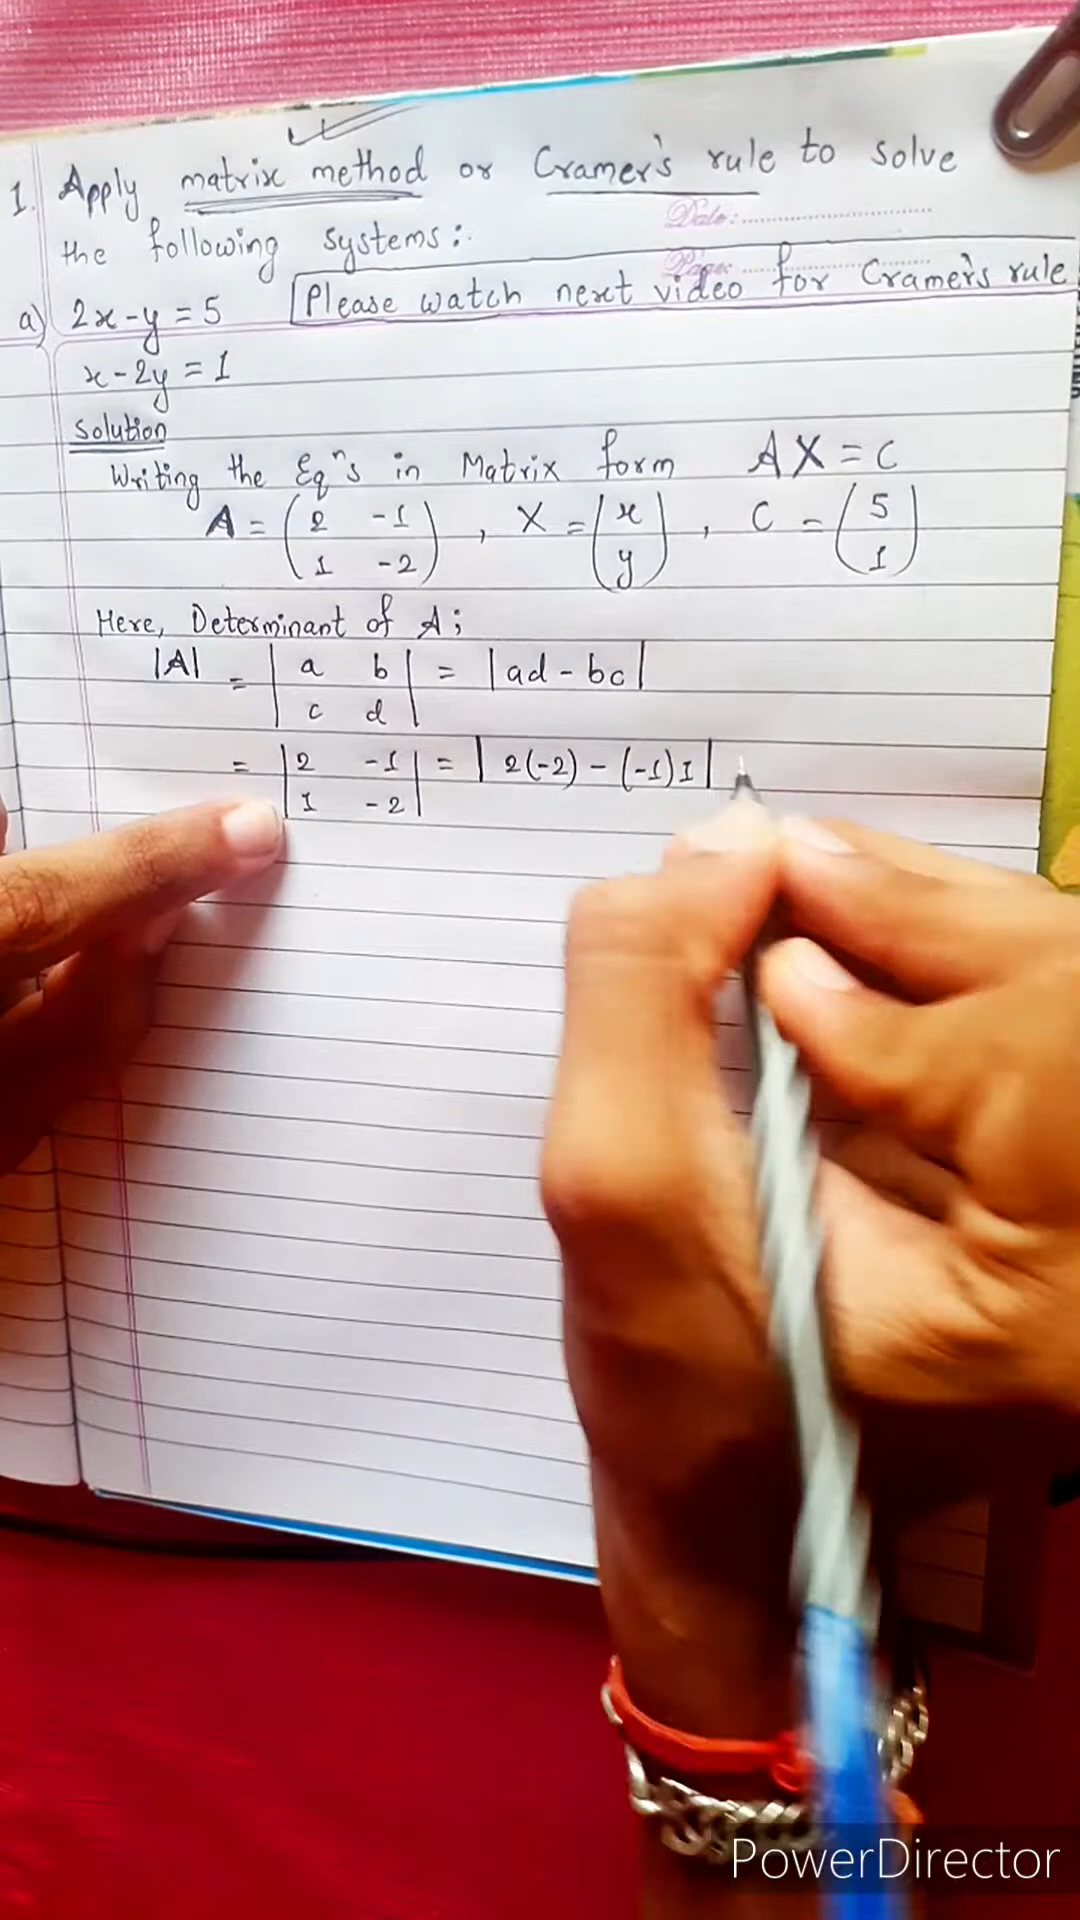 1. Apply matrix method or Cramer's rule to solve
the following systems:
Date:
Page:
a) 2x-y = 5 Please watch next video for Cramer's rule
x-2y = 1
Solution
Writing the Eqⁿ's in Matrix form AX = C
A = (2 -1 , X = (x , C = (5
1 -2) y) 1)
Here, Determinant of A;
|A| = | a b | = |ad - bc|
| c d |
= | 2 -1 | = | 2(-2) - (-1)1 |
| 1 -2 |
PowerDirector